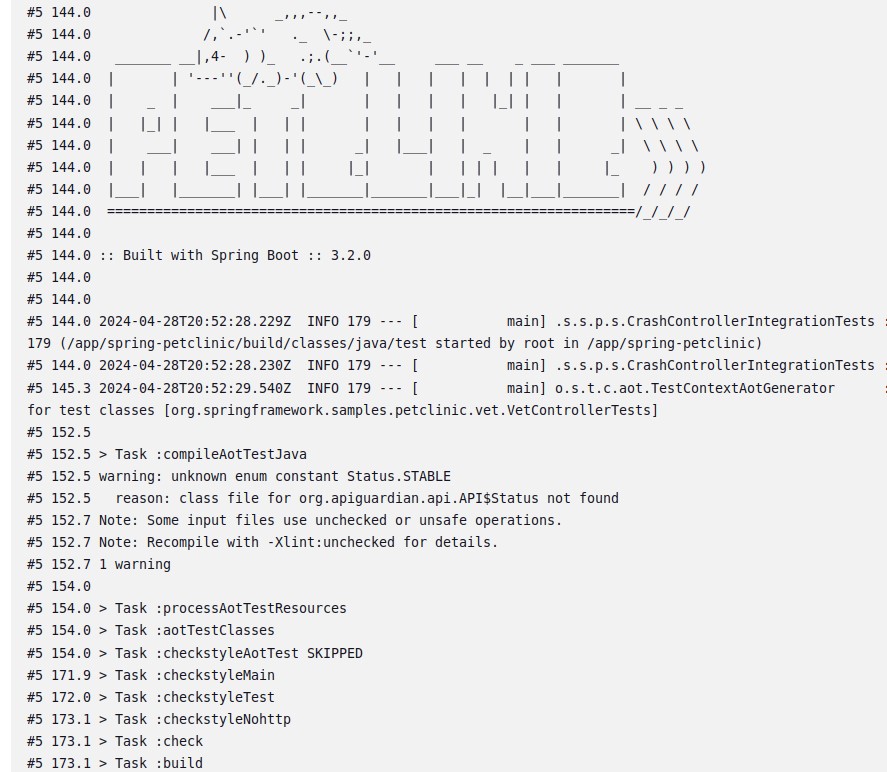 #5 144.0               |\      _,,,--,,_
#5 144.0              /,`.-'`'   ._  \-;;,_
#5 144.0   _______ __|,4-  ) )_   .;.(__`'-'__     ___ __    _ ___ _______
#5 144.0  |       | '---''(_/._)-'(_\_)   |   |   |   |  |  | |   |       |
#5 144.0  |    _  |    ___|_     _|       |   |   |   |   |_| |   |       | __ _ _
#5 144.0  |   |_| |   |___  |   | |       |   |   |   |       |   |       | \ \ \ \
#5 144.0  |    ___|    ___| |   | |      _|   |___|   |  _    |   |      _|  \ \ \ \
#5 144.0  |   |   |   |___  |   | |     |_|       |   | | |   |   |     |_    ) ) ) )
#5 144.0  |___|   |_______| |___| |_______|_______|___|_|  |__|___|_______|  / / / /
#5 144.0  ==================================================================/_/_/_/
#5 144.0
#5 144.0 :: Built with Spring Boot :: 3.2.0
#5 144.0
#5 144.0
#5 144.0 2024-04-28T20:52:28.229Z  INFO 179 --- [           main] .s.s.p.s.CrashControllerIntegrationTests :
179 (/app/spring-petclinic/build/classes/java/test started by root in /app/spring-petclinic)
#5 144.0 2024-04-28T20:52:28.230Z  INFO 179 --- [           main] .s.s.p.s.CrashControllerIntegrationTests :
#5 145.3 2024-04-28T20:52:29.540Z  INFO 179 --- [           main] o.s.t.c.aot.TestContextAotGenerator      :
for test classes [org.springframework.samples.petclinic.vet.VetControllerTests]
#5 152.5
#5 152.5 > Task :compileAotTestJava
#5 152.5 warning: unknown enum constant Status.STABLE
#5 152.5   reason: class file for org.apiguardian.api.API$Status not found
#5 152.7 Note: Some input files use unchecked or unsafe operations.
#5 152.7 Note: Recompile with -Xlint:unchecked for details.
#5 152.7 1 warning
#5 154.0
#5 154.0 > Task :processAotTestResources
#5 154.0 > Task :aotTestClasses
#5 154.0 > Task :checkstyleAotTest SKIPPED
#5 171.9 > Task :checkstyleMain
#5 172.0 > Task :checkstyleTest
#5 173.1 > Task :checkstyleNohttp
#5 173.1 > Task :check
#5 173.1 > Task :build